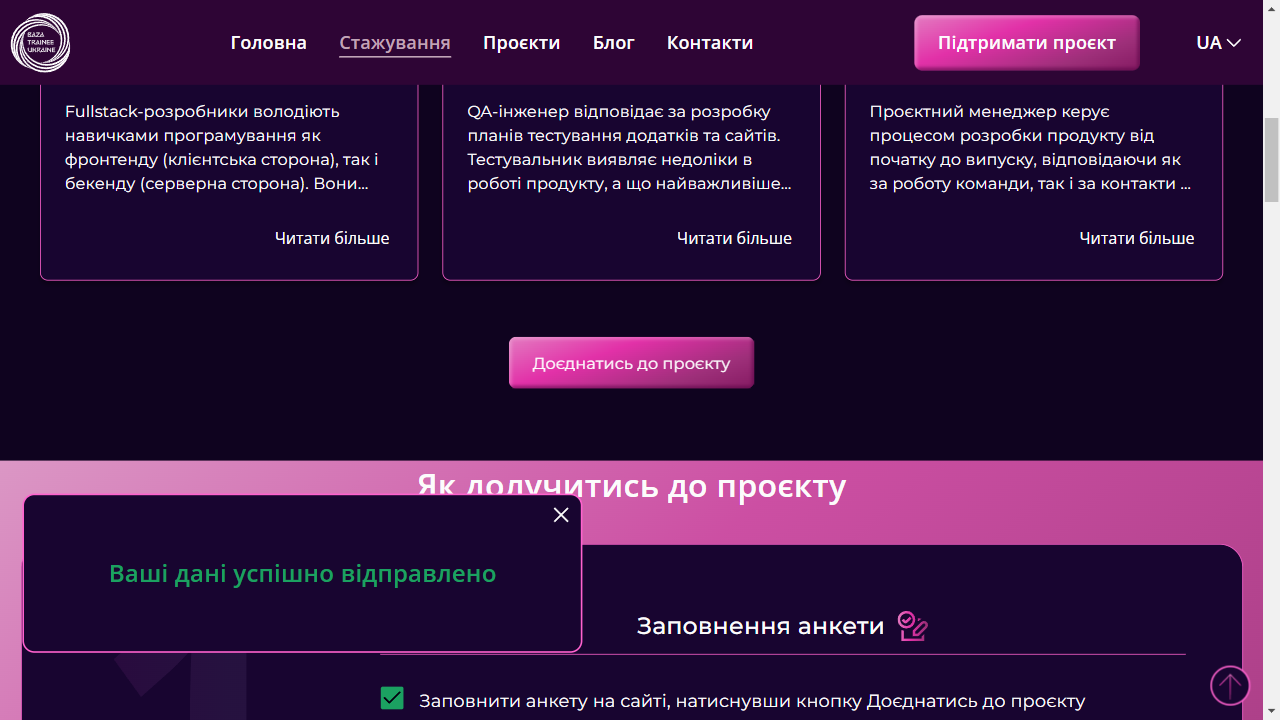 BAZA
TRAINEE
UKRAINE
Головна
Стажування
Проєкти
Блог
Контакти
Підтримати проєкт
UA
Fullstack-розробники володіють
навичками програмування як
фронтенду (клієнтська сторона), так і
бекенду (серверна сторона). Вони...
Читати більше
QA-інженер відповідає за розробку
планів тестування додатків та сайтів.
Тестувальник виявляє недоліки в
роботі продукту, а що найважливіше...
Читати більше
Проєктний менеджер керує
процесом розробки продукту від
початку до випуску, відповідаючи як
за роботу команди, так і за контакти ...
Читати більше
Доєднатись до проєкту
Як долучитись до проєкту
Ваші дані успішно відправлено
Заповнення анкети
Заповнити анкету на сайті, натиснувши кнопку Доєднатись до проєкту